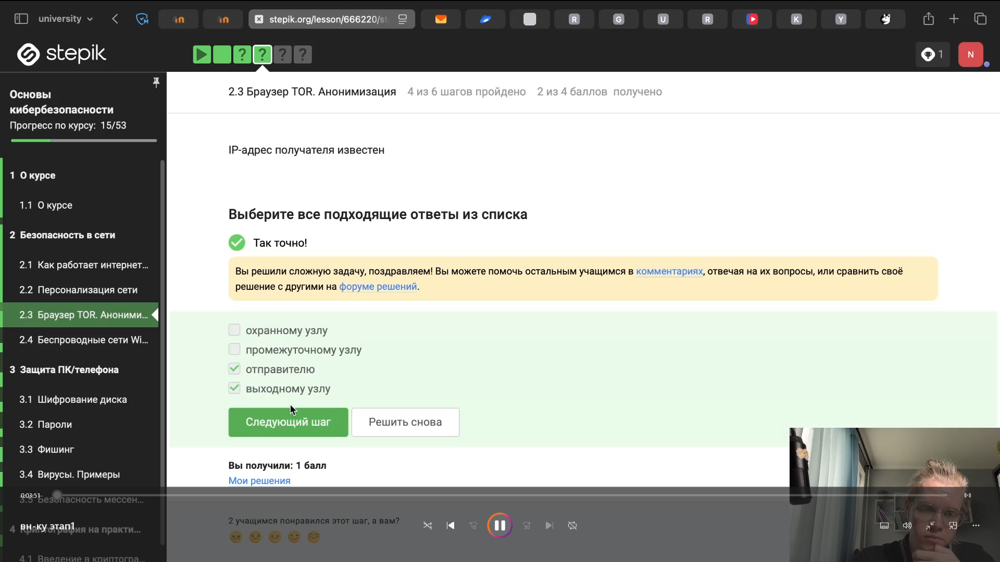 university
stepik.org/lesson/666220/st
R
G
U
R
K
Y
stepik
1
N
Основы
кибербезопасности
Прогресс по курсу: 15/53
1 О курсе
1.1 О курсе
2 Безопасность в сети
2.1 Как работает интернет...
2.2 Персонализация сети
2.3 Браузер TOR. Аноними...
2.4 Беспроводные сети Wi...
3 Защита ПК/телефона
3.1 Шифрование диска
3.2 Пароли
3.3 Фишинг
3.4 Вирусы. Примеры
3.5 Безопасность мессен...
4 Криптография на практи...
4.1 Введение в криптогра...
2.3 Браузер TOR. Анонимизация 4 из 6 шагов пройдено 2 из 4 баллов получено
IP-адрес получателя известен
Выберите все подходящие ответы из списка
Так точно!
Вы решили сложную задачу, поздравляем! Вы можете помочь остальным учащимся в комментариях, отвечая на их вопросы, или сравнить своё
решение с другими на форуме решений.
охранному узлу
промежуточному узлу
отправителю
выходному узлу
Следующий шаг
Решить снова
Вы получили: 1 балл
Мои решения
2 учащимся понравился этот шаг, а вам?
0:03:51
вн-ку этап1
10
30